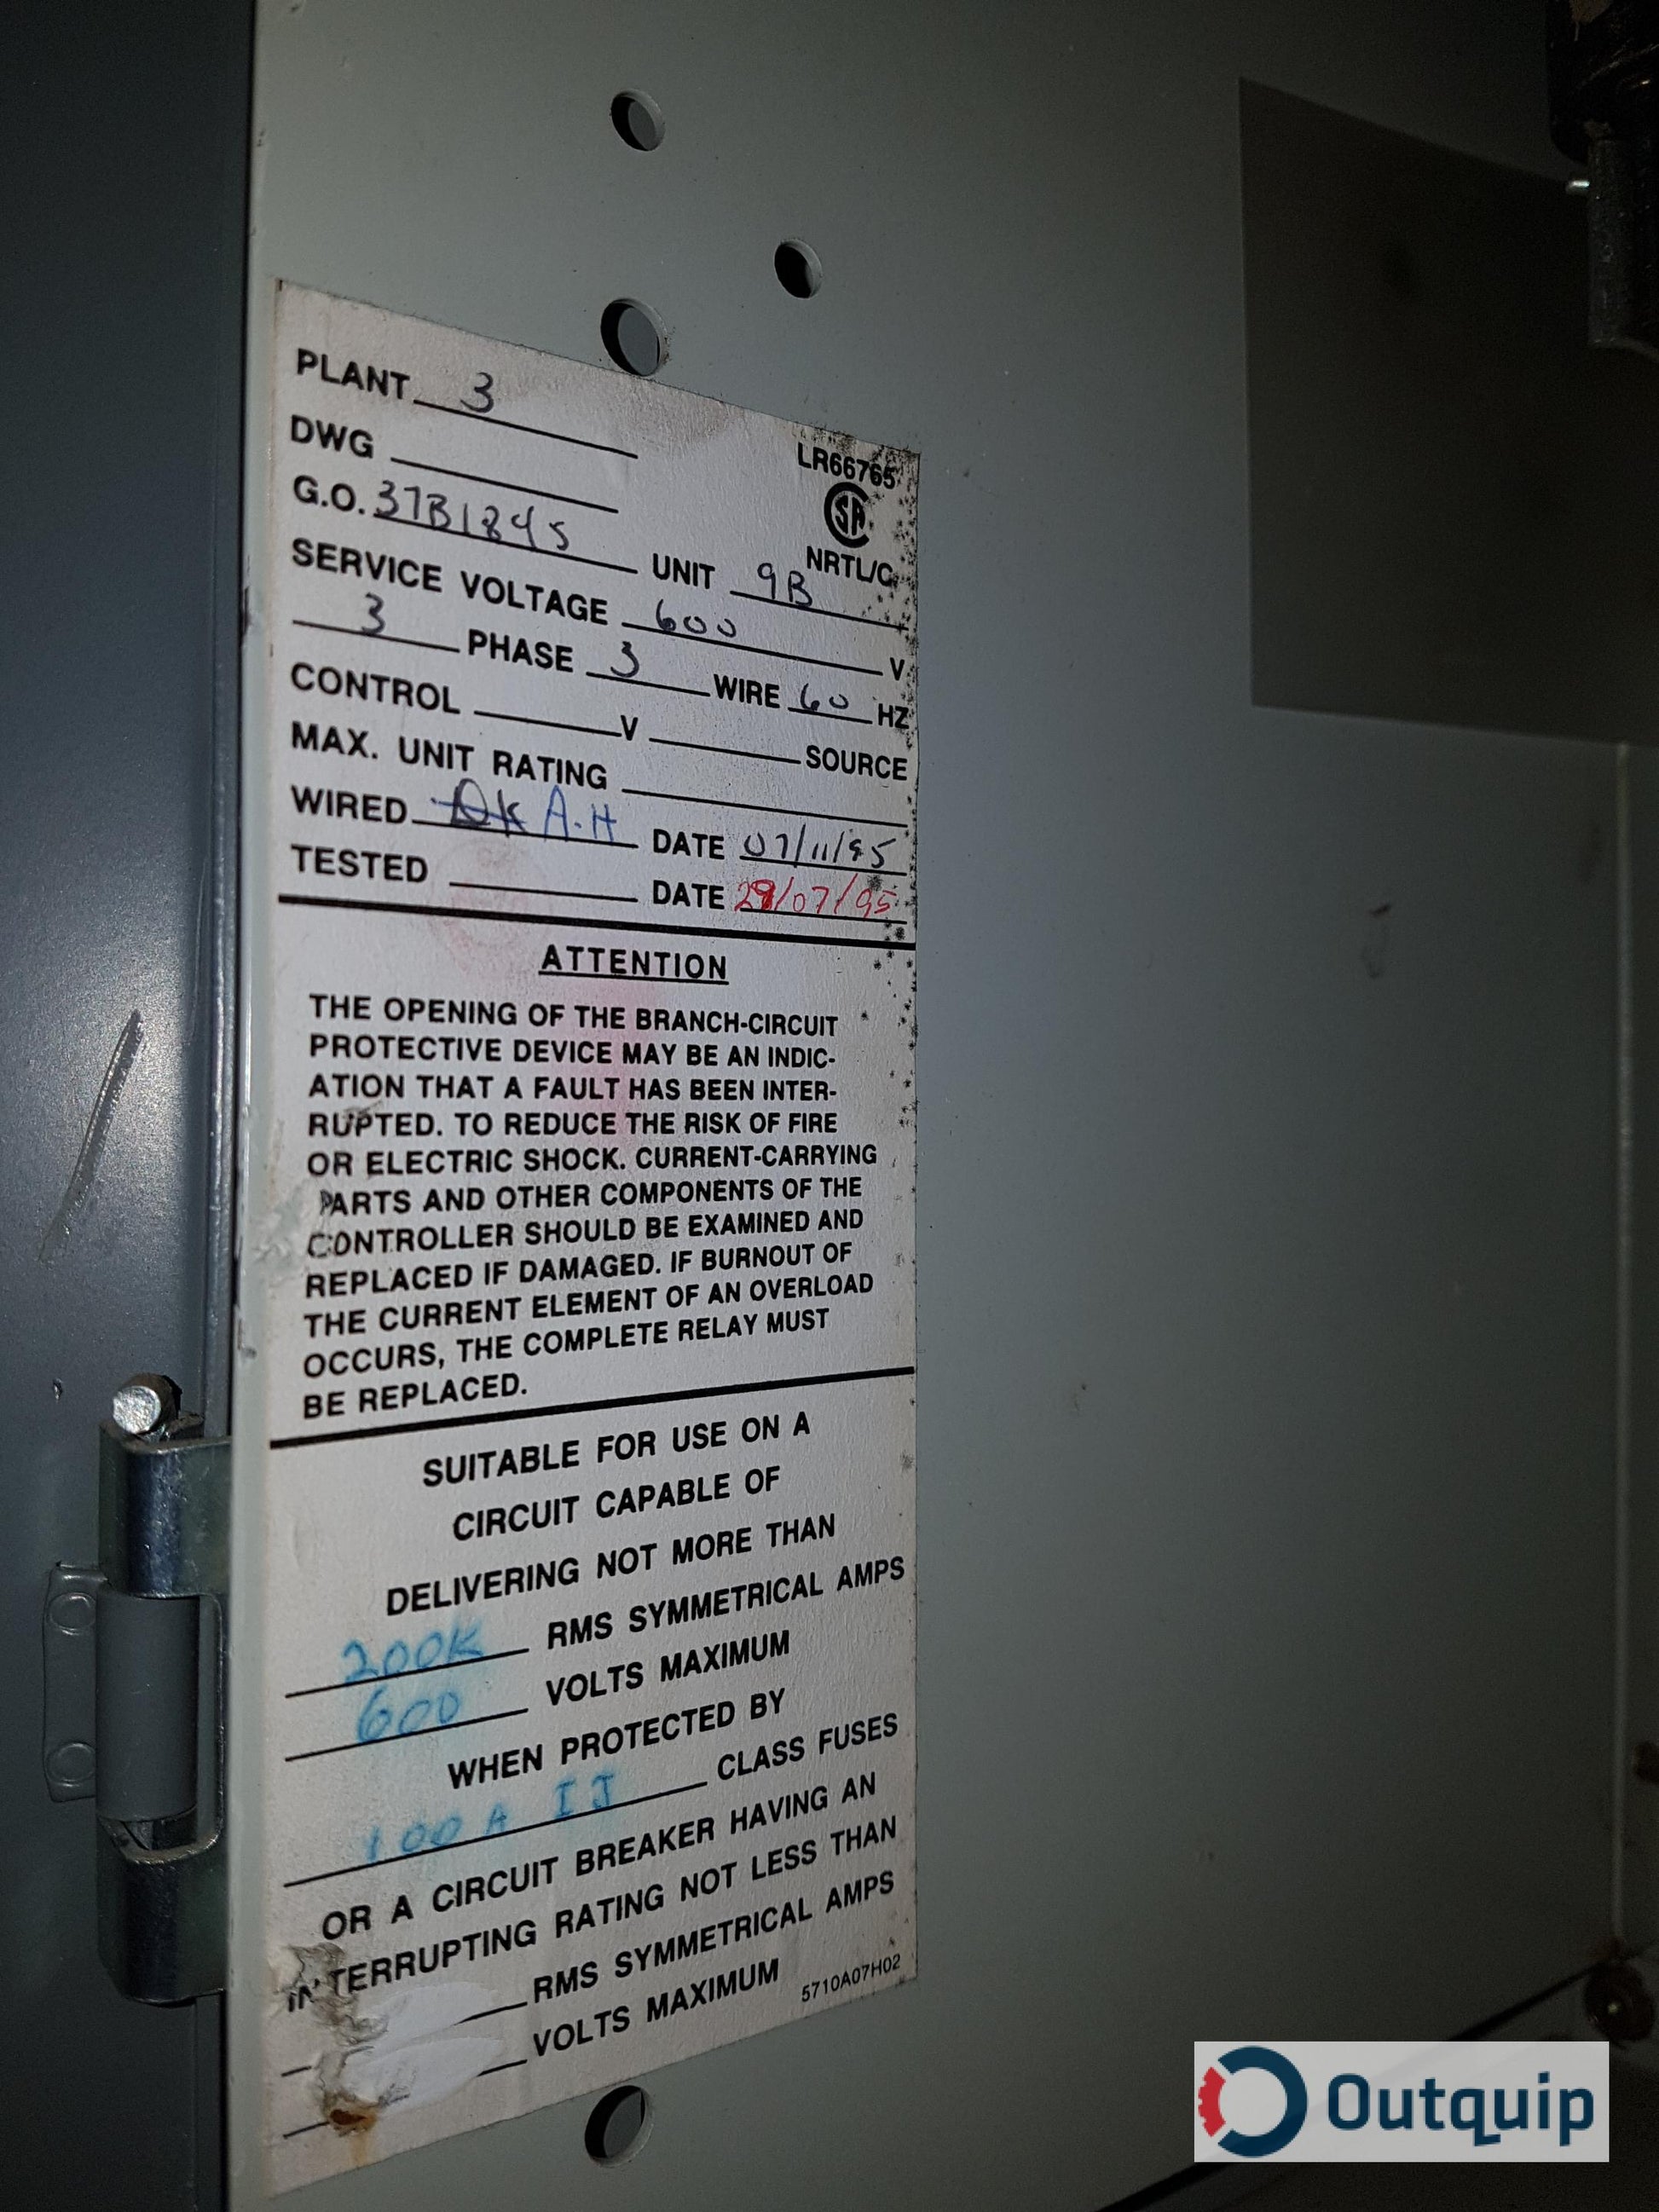 PLANT 3
LR66765
DWG
SA
G.O. 37B1845
NRTL/C
UNIT 9B
SERVICE VOLTAGE 600 V
3 PHASE 3 WIRE 60 HZ
CONTROL V SOURCE
MAX. UNIT RATING
WIRED A.H DATE 07/11/95
TESTED DATE 29/07/95
ATTENTION
THE OPENING OF THE BRANCH-CIRCUIT
PROTECTIVE DEVICE MAY BE AN INDIC-
ATION THAT A FAULT HAS BEEN INTER-
RUPTED. TO REDUCE THE RISK OF FIRE
OR ELECTRIC SHOCK. CURRENT-CARRYING
PARTS AND OTHER COMPONENTS OF THE
CONTROLLER SHOULD BE EXAMINED AND
REPLACED IF DAMAGED. IF BURNOUT OF
THE CURRENT ELEMENT OF AN OVERLOAD
OCCURS, THE COMPLETE RELAY MUST
BE REPLACED.
SUITABLE FOR USE ON A
CIRCUIT CAPABLE OF
DELIVERING NOT MORE THAN
200K RMS SYMMETRICAL AMPS
600 VOLTS MAXIMUM
WHEN PROTECTED BY
100A IJ CLASS FUSES
OR A CIRCUIT BREAKER HAVING AN
INTERRUPTING RATING NOT LESS THAN
RMS SYMMETRICAL AMPS
VOLTS MAXIMUM
5710A07H02
Outquip